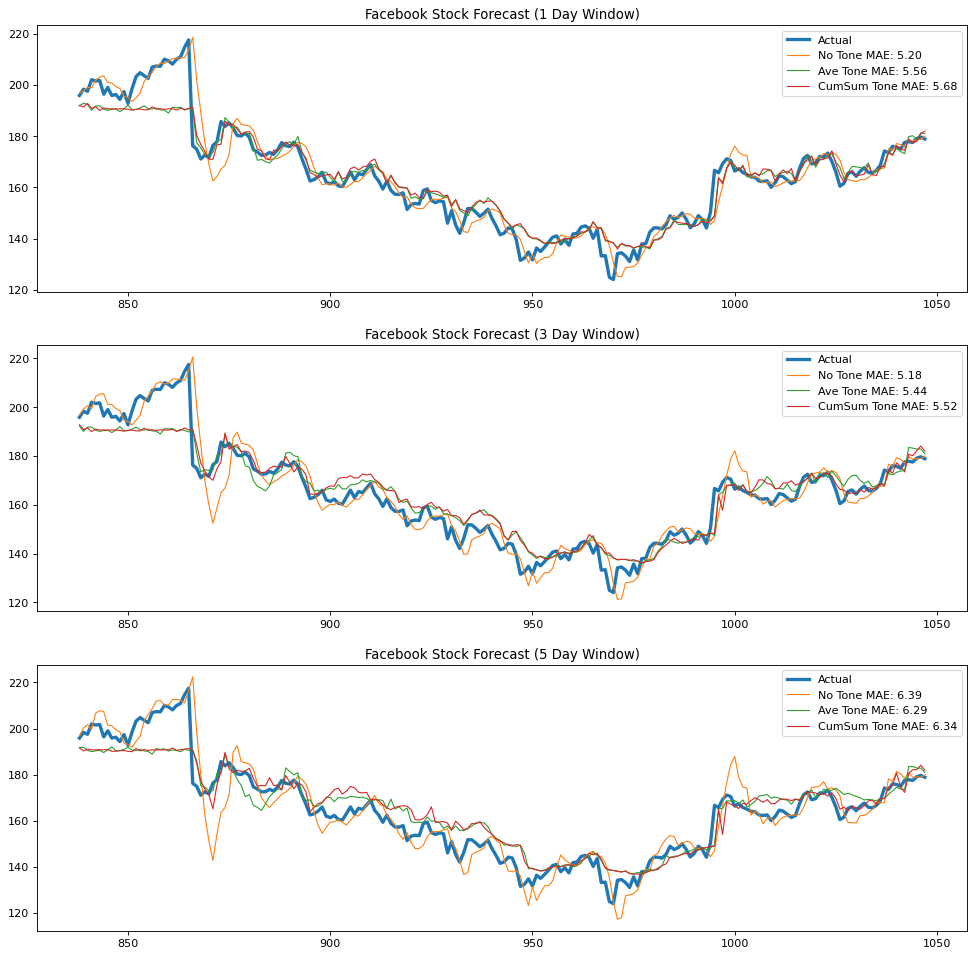 Facebook Stock Forecast (1 Day Window)
220
200
180
160
140
120
Actual
No Tone MAE: 5.20
Ave Tone MAE: 5.56
CumSum Tone MAE: 5.68
850 900 950 1000 1050
Facebook Stock Forecast (3 Day Window)
220
200
180
160
140
120
Actual
No Tone MAE: 5.18
Ave Tone MAE: 5.44
CumSum Tone MAE: 5.52
850 900 950 1000 1050
Facebook Stock Forecast (5 Day Window)
220
200
180
160
140
120
Actual
No Tone MAE: 6.39
Ave Tone MAE: 6.29
CumSum Tone MAE: 6.34
850 900 950 1000 1050